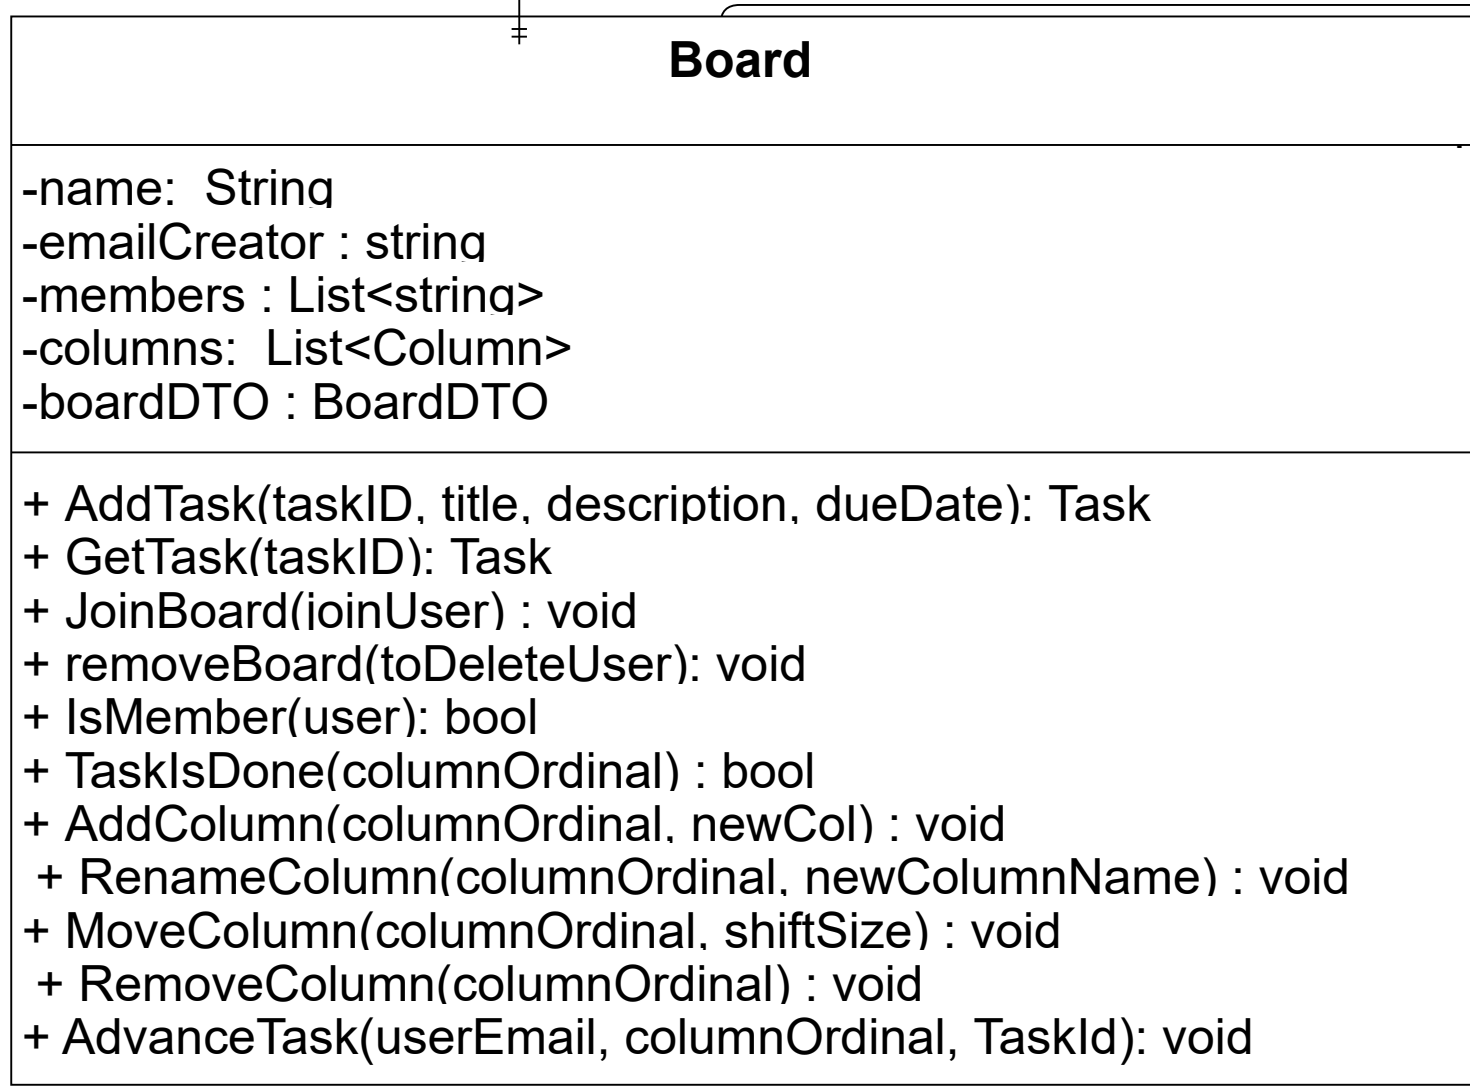 Board
-name:  String
-emailCreator : string
-members : List<string>
-columns:  List<Column>
-boardDTO : BoardDTO
+ AddTask(taskID, title, description, dueDate): Task
+ GetTask(taskID): Task
+ JoinBoard(joinUser) : void
+ removeBoard(toDeleteUser): void
+ IsMember(user): bool
+ TaskIsDone(columnOrdinal) : bool
+ AddColumn(columnOrdinal, newCol) : void
+ RenameColumn(columnOrdinal, newColumnName) : void
+ MoveColumn(columnOrdinal, shiftSize) : void
+ RemoveColumn(columnOrdinal) : void
+ AdvanceTask(userEmail, columnOrdinal, TaskId): void